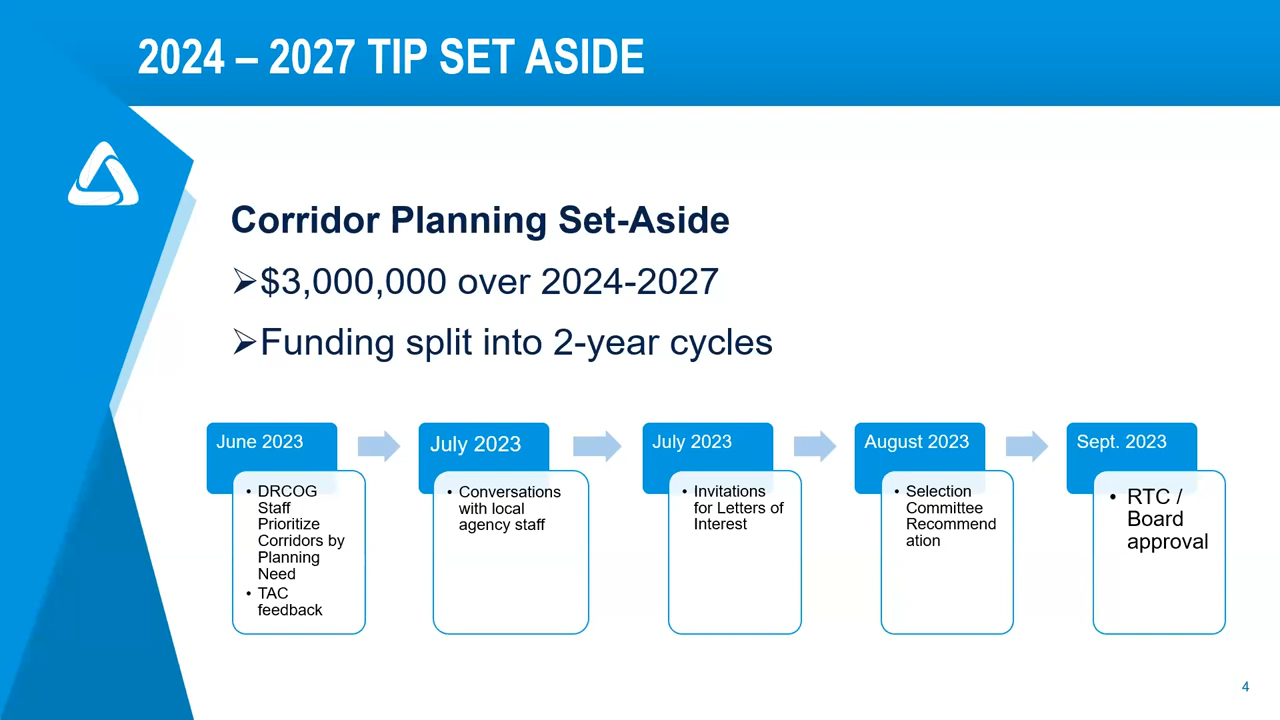 2024 – 2027 TIP SET ASIDE
Corridor Planning Set-Aside
➢$3,000,000 over 2024-2027
➢Funding split into 2-year cycles
June 2023
• DRCOG
Staff
Prioritize
Corridors by
Planning
Need
• TAC
feedback
July 2023
• Conversations
with local
agency staff
July 2023
• Invitations
for Letters of
Interest
August 2023
• Selection
Committee
Recommend
ation
Sept. 2023
• RTC /
Board
approval
4